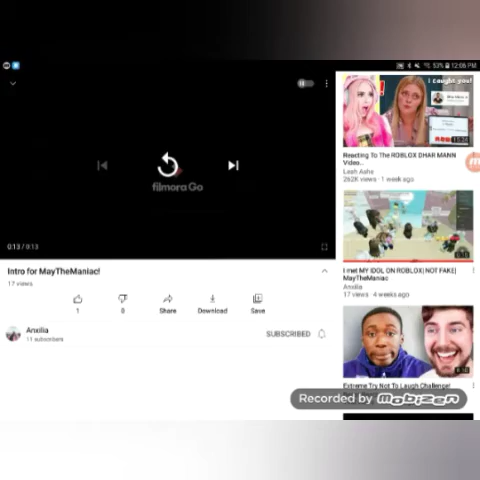 53% 12:06 PM
I caught you!
13:26
Reacting To The ROBLOX DHAR MANN
Video...
Leah Ashe
262K views · 1 week ago
filmora Go
0:13 / 0:13
Intro for MayTheManiac!
17 views
1
0
Share
Download
Save
Anxilia
11 subscribers
SUBSCRIBED
I met MY IDOL ON ROBLOX| NOT FAKE|
MayTheManiac
Anxilia
17 views · 4 weeks ago
Extreme Try Not To Laugh Challenge!
Recorded by Mobizen